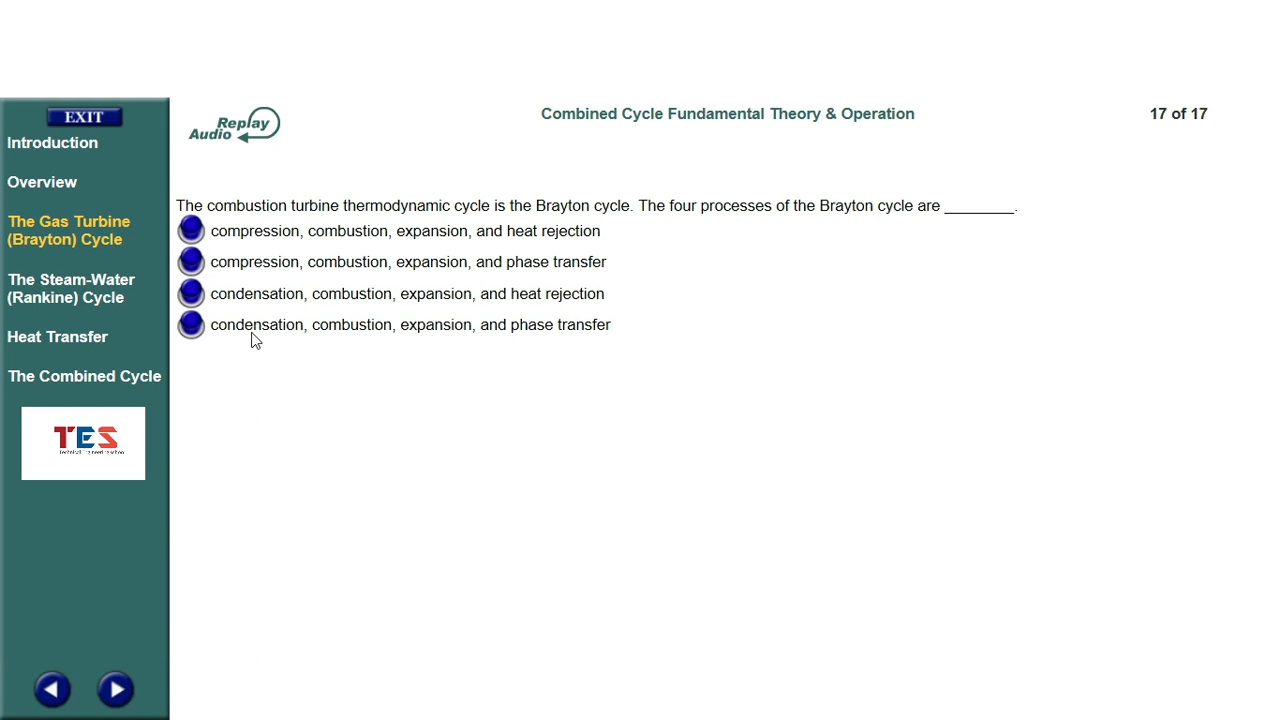 EXIT
Introduction
Overview
The Gas Turbine
(Brayton) Cycle
The Steam-Water
(Rankine) Cycle
Heat Transfer
The Combined Cycle
TES
Technical Engineering school
Replay
Audio
Combined Cycle Fundamental Theory & Operation
17 of 17
The combustion turbine thermodynamic cycle is the Brayton cycle. The four processes of the Brayton cycle are ________.
compression, combustion, expansion, and heat rejection
compression, combustion, expansion, and phase transfer
condensation, combustion, expansion, and heat rejection
condensation, combustion, expansion, and phase transfer